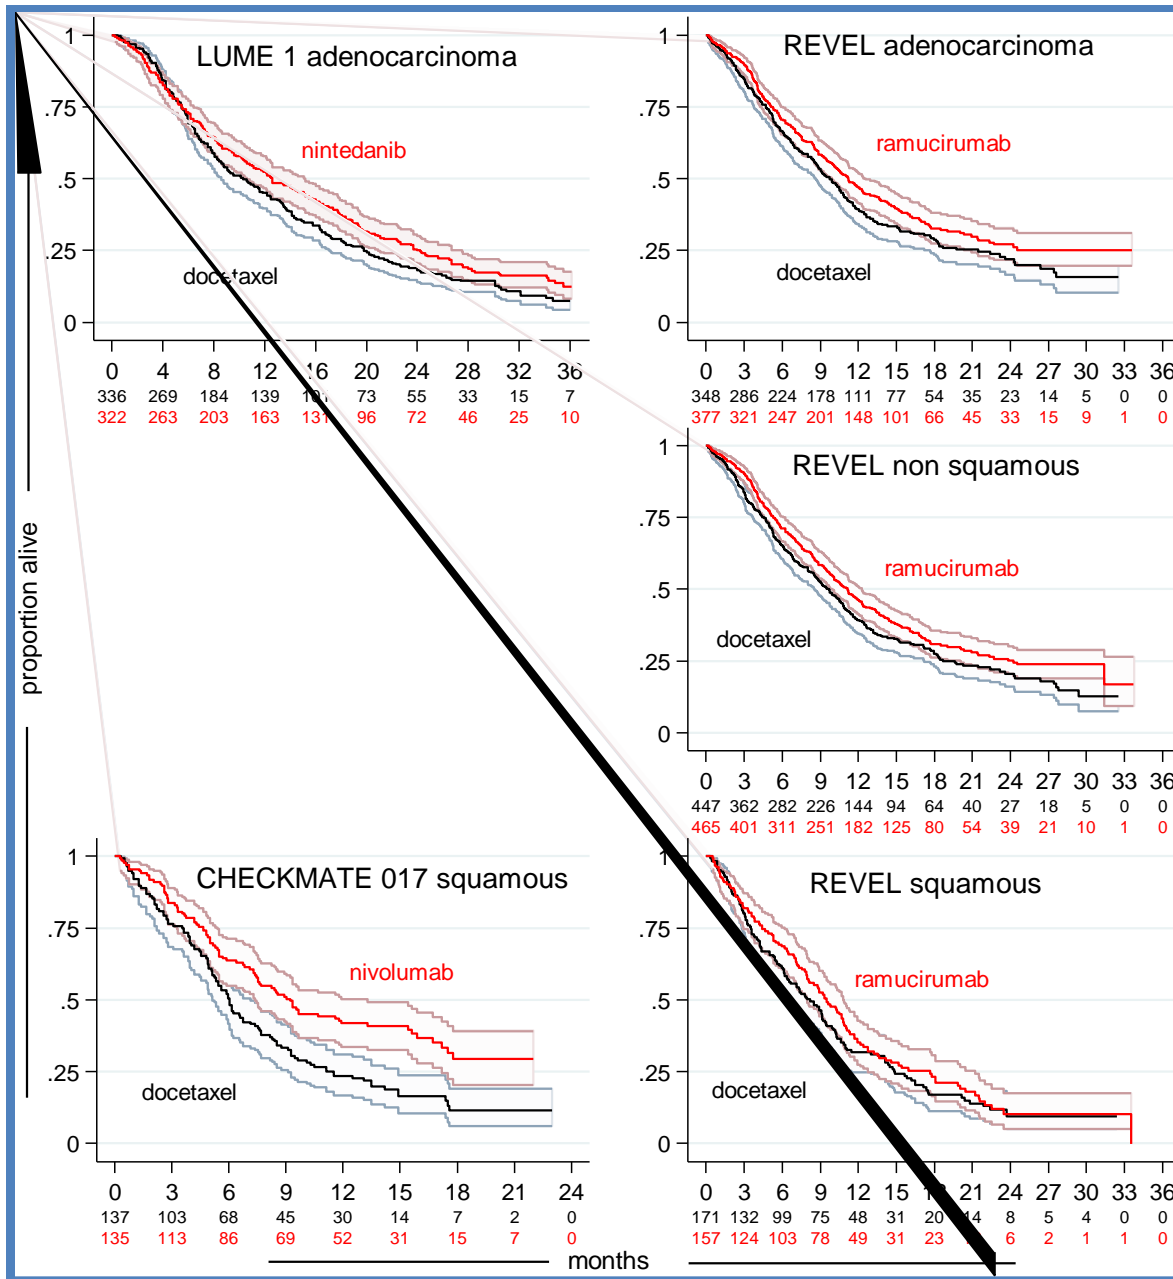 LUME 1 adenocarcinoma
1
.75
.5
.25
0
nintedanib
docetaxel
0 4 8 12 16 20 24 28 32 36
336 269 184 139 101 73 55 33 15 7
322 263 203 163 131 96 72 46 25 10
REVEL adenocarcinoma
1
.75
.5
.25
0
ramucirumab
docetaxel
0 3 6 9 12 15 18 21 24 27 30 33 36
348 286 224 178 111 77 54 35 23 14 5 0 0
377 321 247 201 148 101 66 45 33 15 9 1 0
REVEL non squamous
1
.75
.5
.25
0
ramucirumab
docetaxel
0 3 6 9 12 15 18 21 24 27 30 33 36
447 362 282 226 144 94 64 40 27 18 5 0 0
465 401 311 251 182 125 80 54 39 21 10 1 0
proportion alive
CHECKMATE 017 squamous
1
.75
.5
.25
0
nivolumab
docetaxel
0 3 6 9 12 15 18 21 24
137 103 68 45 30 14 7 2 0
135 113 86 69 52 31 15 7 0
REVEL squamous
1
.75
.5
.25
0
ramucirumab
docetaxel
0 3 6 9 12 15 18 21 24 27 30 33 36
171 132 99 75 48 31 20 14 8 5 4 0 0
157 124 103 78 49 31 23 6 2 1 1 0
months